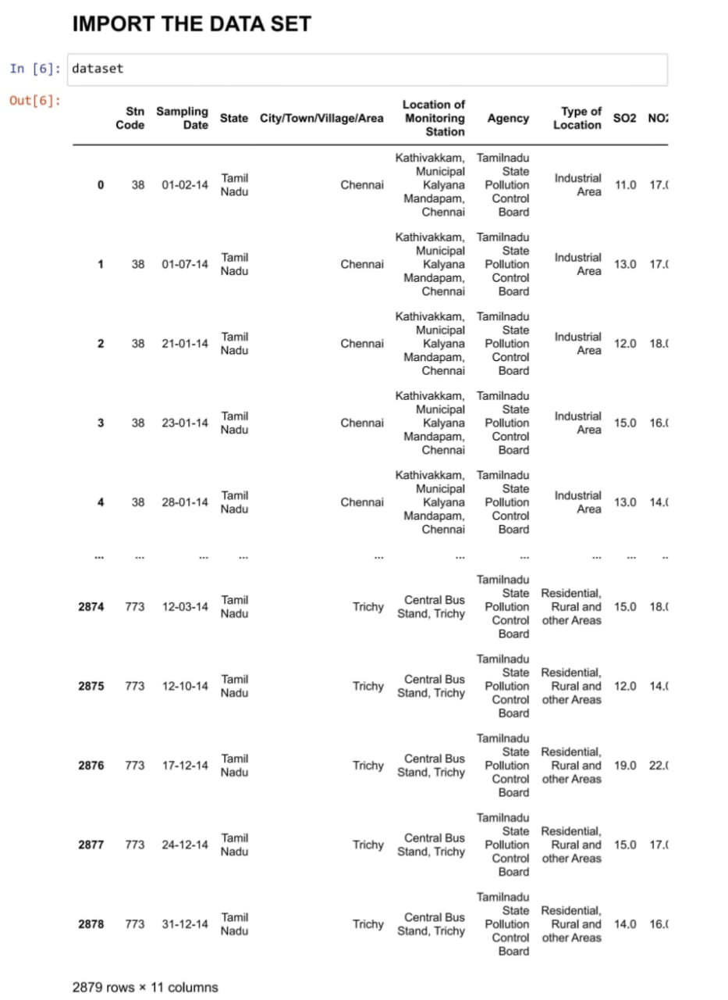 IMPORT THE DATA SET
In [6]: dataset
Out[6]:
Stn Code Sampling Date State City/Town/Village/Area Location of Monitoring Station Agency Type of Location SO2 NO2
0 38 01-02-14 Tamil Nadu Chennai Kathivakkam, Municipal Kalyana Mandapam, Chennai Tamilnadu State Pollution Control Board Industrial Area 11.0 17.0
1 38 01-07-14 Tamil Nadu Chennai Kathivakkam, Municipal Kalyana Mandapam, Chennai Tamilnadu State Pollution Control Board Industrial Area 13.0 17.0
2 38 21-01-14 Tamil Nadu Chennai Kathivakkam, Municipal Kalyana Mandapam, Chennai Tamilnadu State Pollution Control Board Industrial Area 12.0 18.0
3 38 23-01-14 Tamil Nadu Chennai Kathivakkam, Municipal Kalyana Mandapam, Chennai Tamilnadu State Pollution Control Board Industrial Area 15.0 16.0
4 38 28-01-14 Tamil Nadu Chennai Kathivakkam, Municipal Kalyana Mandapam, Chennai Tamilnadu State Pollution Control Board Industrial Area 13.0 14.0
... ... ... ... ... ... ... ... ... ..
2874 773 12-03-14 Tamil Nadu Trichy Central Bus Stand, Trichy Tamilnadu State Pollution Control Board Residential, Rural and other Areas 15.0 18.0
2875 773 12-10-14 Tamil Nadu Trichy Central Bus Stand, Trichy Tamilnadu State Pollution Control Board Residential, Rural and other Areas 12.0 14.0
2876 773 17-12-14 Tamil Nadu Trichy Central Bus Stand, Trichy Tamilnadu State Pollution Control Board Residential, Rural and other Areas 19.0 22.0
2877 773 24-12-14 Tamil Nadu Trichy Central Bus Stand, Trichy Tamilnadu State Pollution Control Board Residential, Rural and other Areas 15.0 17.0
2878 773 31-12-14 Tamil Nadu Trichy Central Bus Stand, Trichy Tamilnadu State Pollution Control Board Residential, Rural and other Areas 14.0 16.0
2879 rows × 11 columns